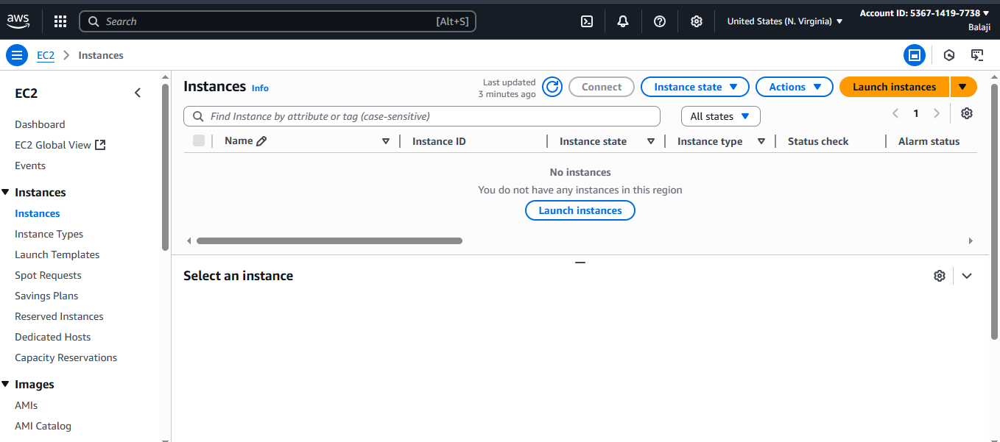 aws
Search [Alt+S]
United States (N. Virginia)
Account ID: 5367-1419-7738
Balaji
EC2 Instances
EC2
Dashboard
EC2 Global View
Events
Instances
Instances
Instance Types
Launch Templates
Spot Requests
Savings Plans
Reserved Instances
Dedicated Hosts
Capacity Reservations
Images
AMIs
AMI Catalog
Instances Info
Last updated
3 minutes ago
Connect
Instance state
Actions
Launch instances
Find Instance by attribute or tag (case-sensitive)
All states
1
Name Instance ID Instance state Instance type Status check Alarm status
No instances
You do not have any instances in this region
Launch instances
Select an instance